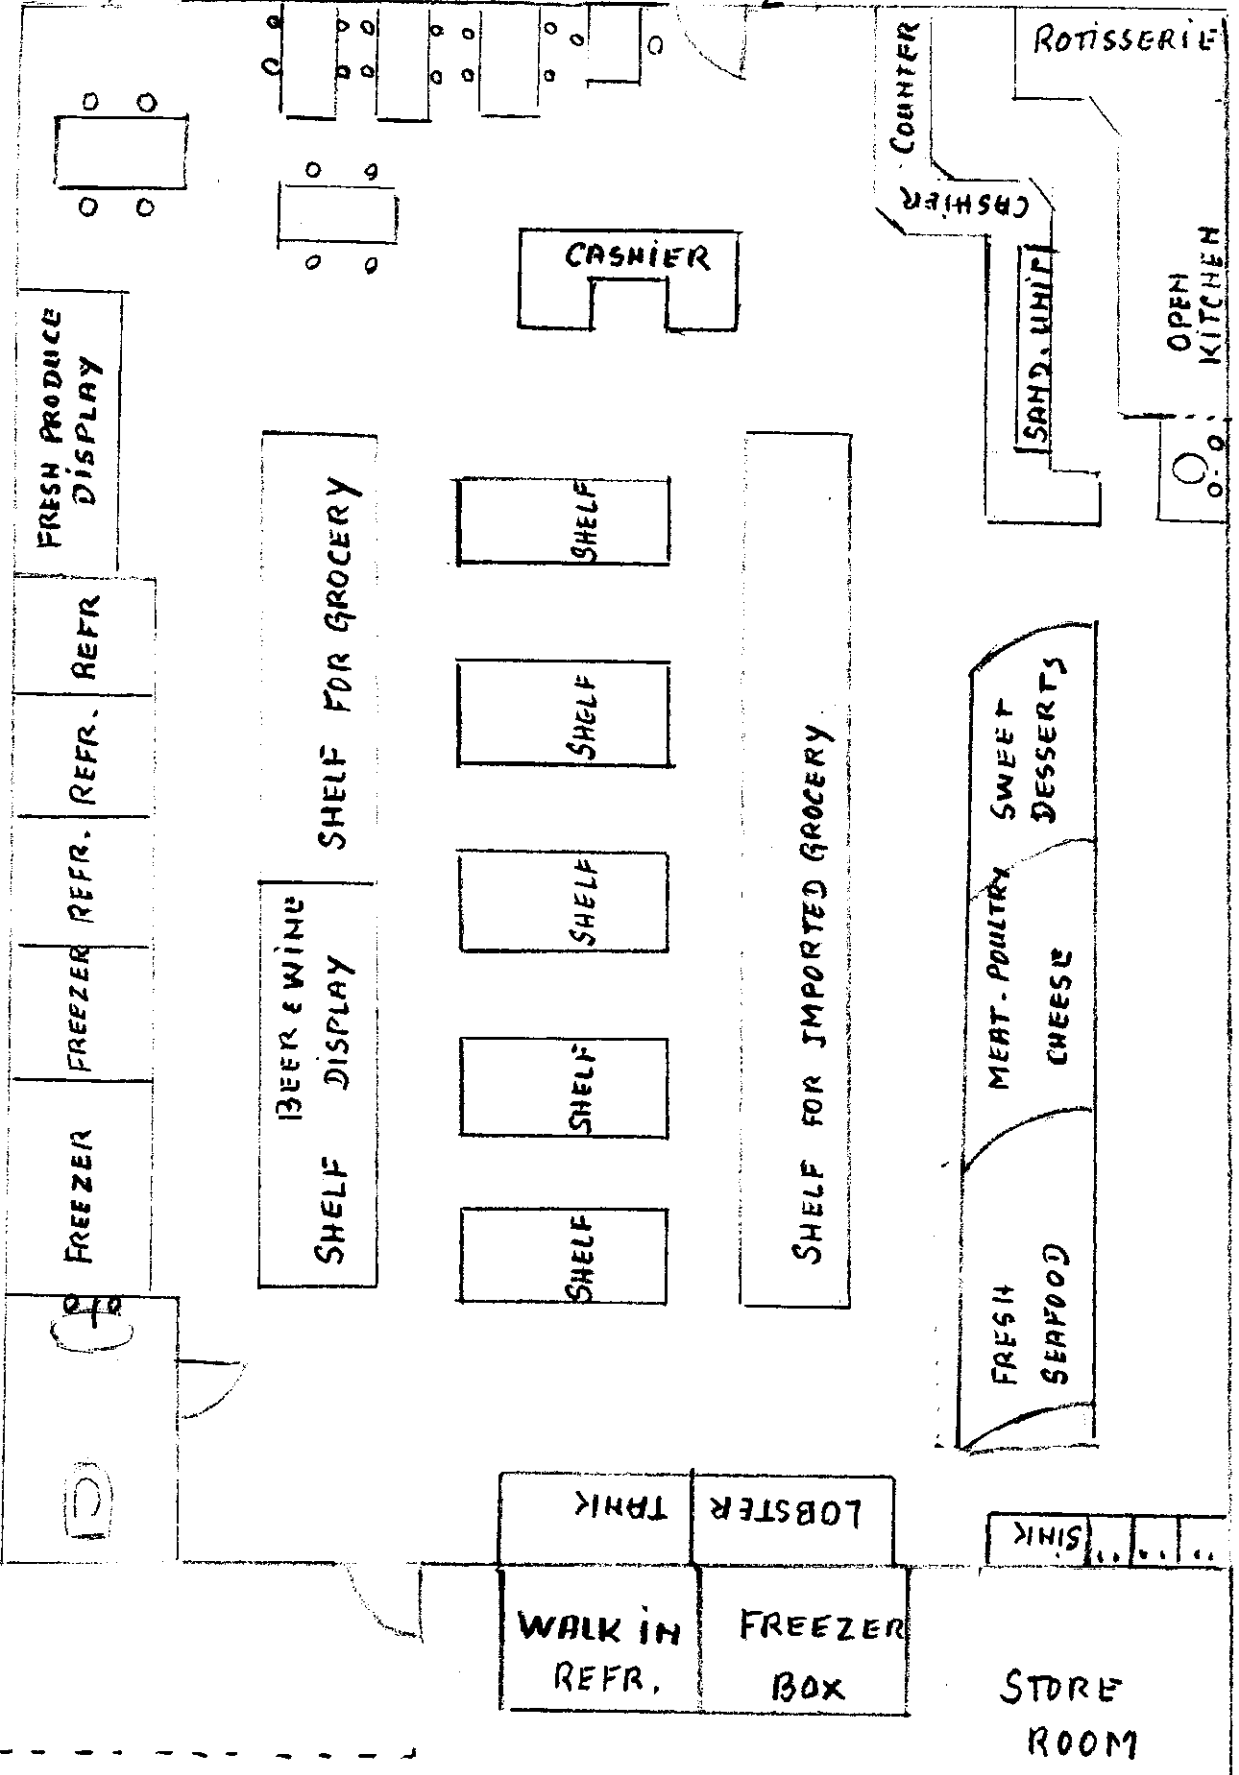 ROTISSERIE
COUNTER
CASHIER
CASHIER
SAND. UNIT
OPEN
KITCHEN
FRESH PRODUCE
DISPLAY
REFR
REFR.
REFR.
FREEZER
FREEZER
SHELF FOR GROCERY
BEER & WINE
SHELF DISPLAY
SHELF
SHELF
SHELF
SHELF
SHELF
SHELF FOR IMPORTED GROCERY
SWEET
DESSERTS
MEAT. POULTRY
CHEESE
FRESH
SEAFOOD
LOBSTER
TANK
SINK
WALK IN
REFR.
FREEZER
BOX
STORE
ROOM